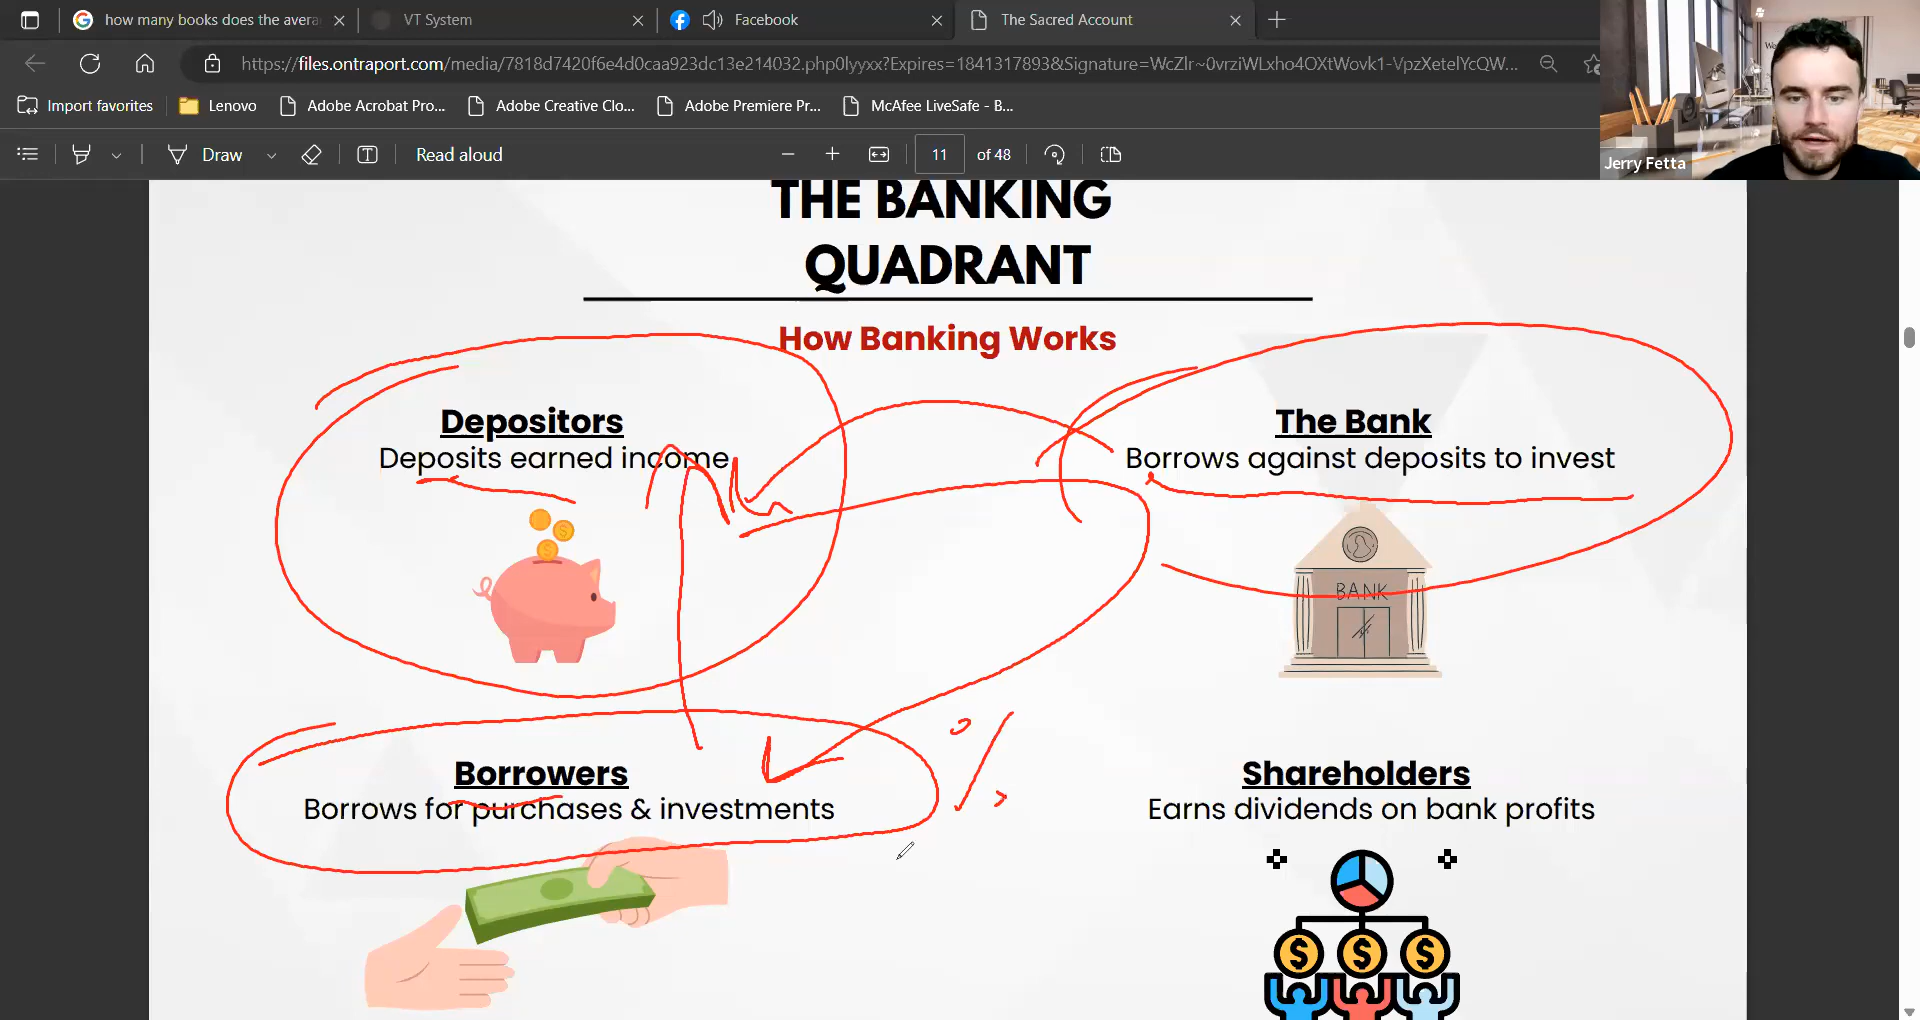 how many books does the avera
VT System
Facebook
The Sacred Account
https://files.ontraport.com/media/7818d7420f6e4d0caa923dc13e214032.php0lyyxx?Expires=1841317893&Signature=WcZlr~0vrziWLxho4OXtWovk1-VpzXetelYcQW...
Import favorites
Lenovo
Adobe Acrobat Pro...
Adobe Creative Clo...
Adobe Premiere Pr...
McAfee LiveSafe - B...
Draw
Read aloud
11
of 48
Jerry Fetta
THE BANKING
QUADRANT
How Banking Works
Depositors
Deposits earned income
The Bank
Borrows against deposits to invest
BANK
%
Borrowers
Borrows for purchases & investments
Shareholders
Earns dividends on bank profits
$ $ $